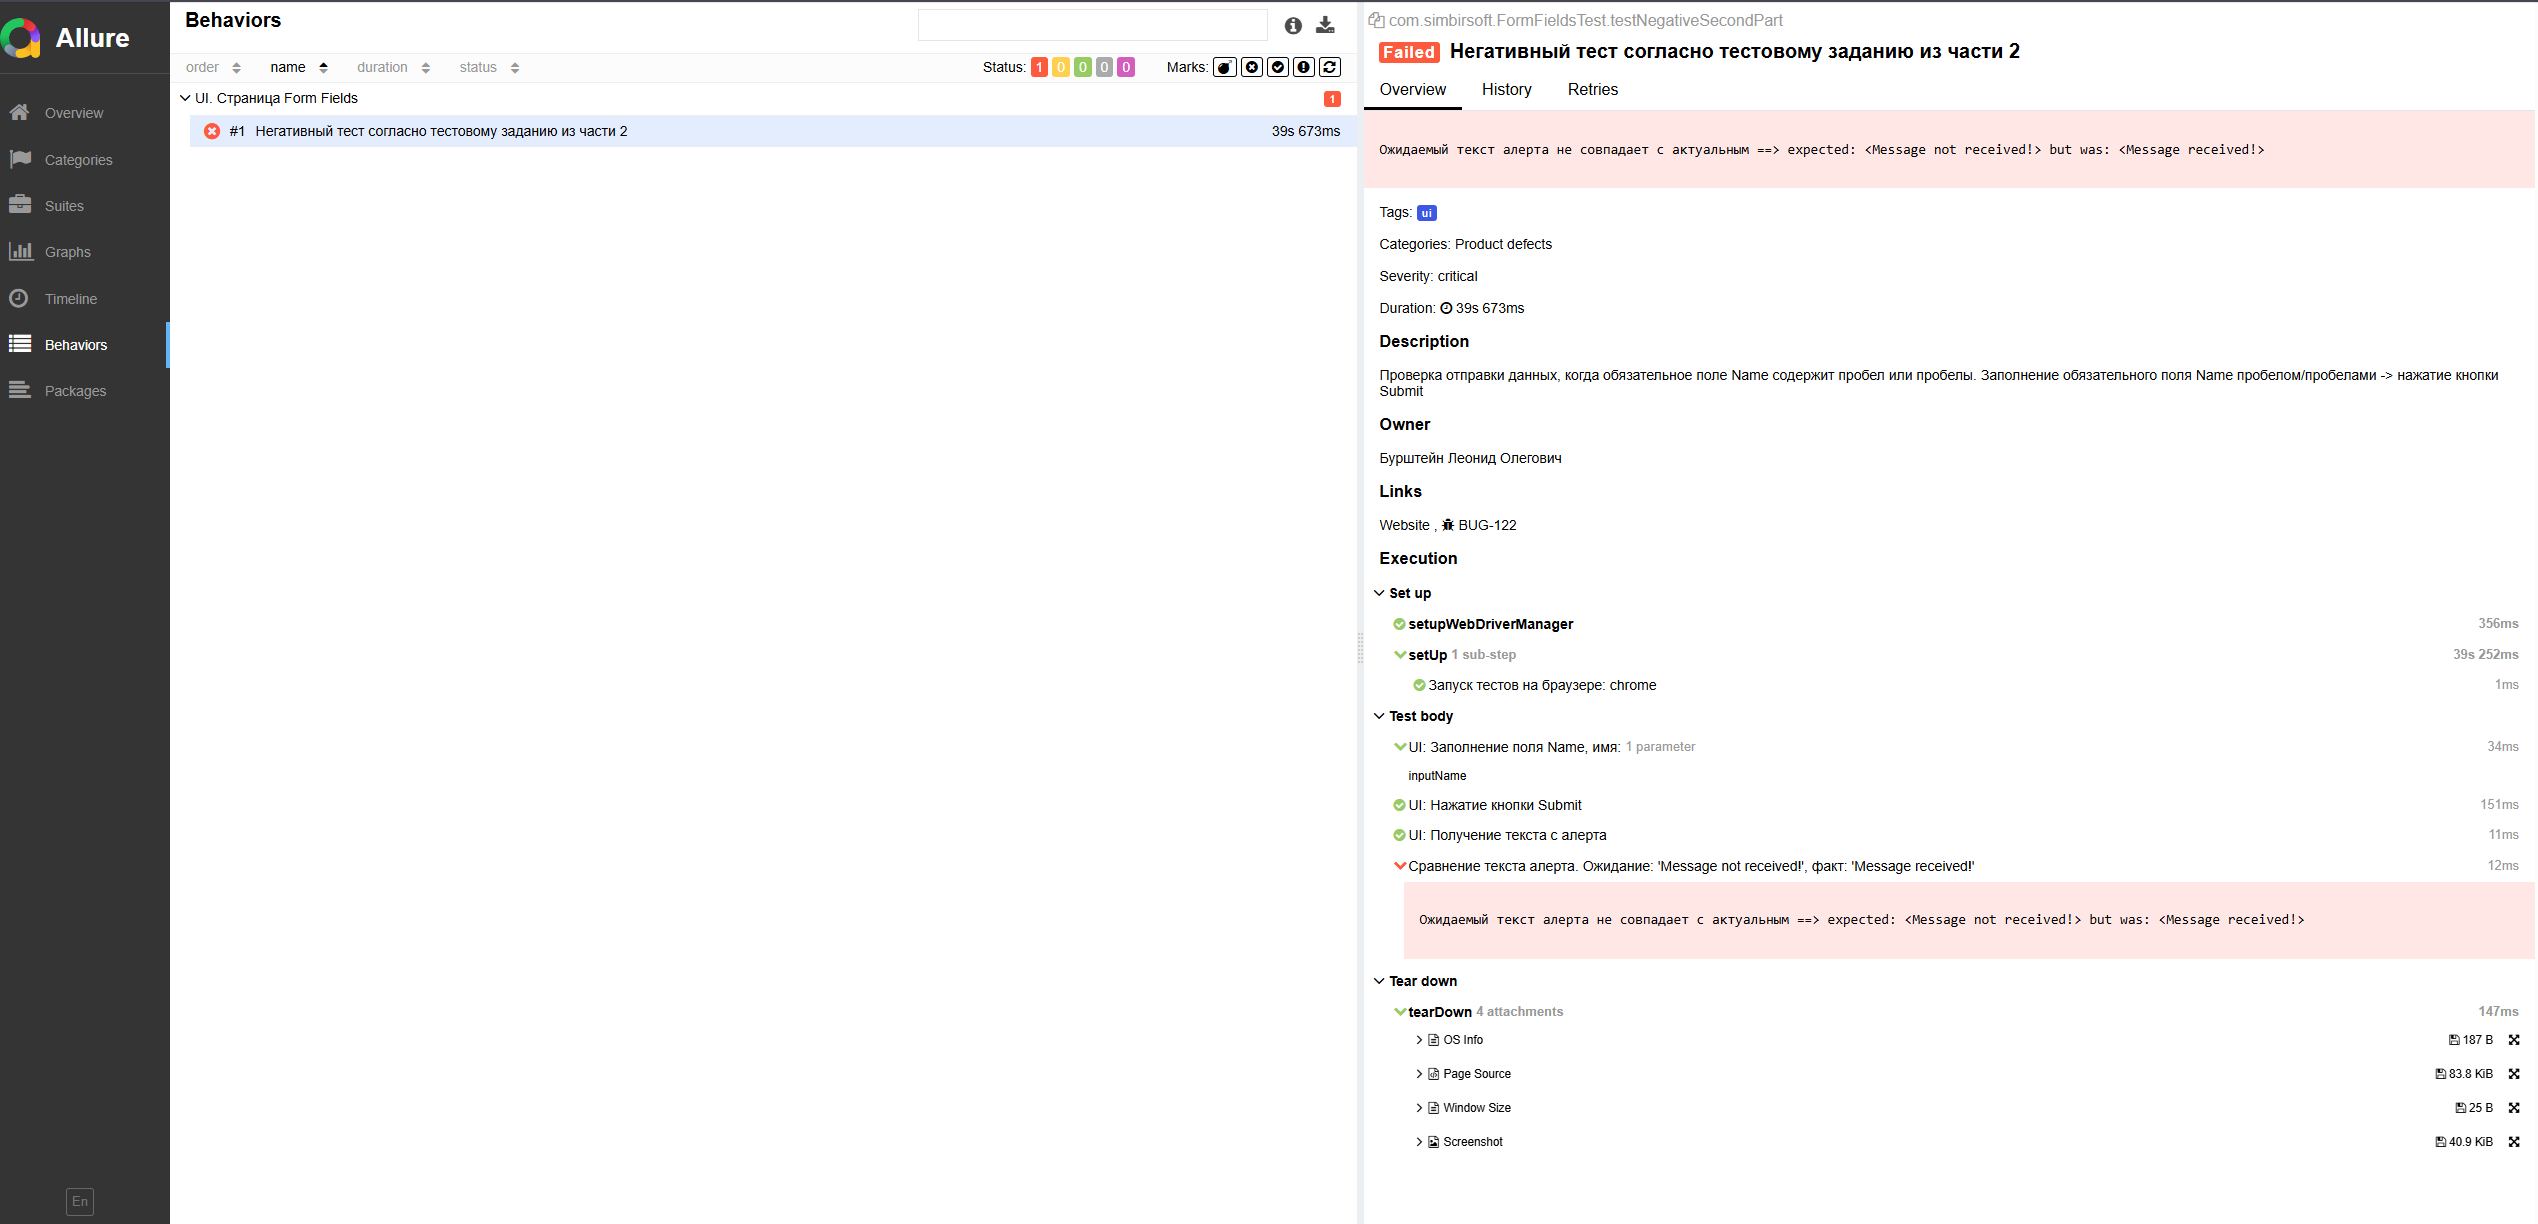 Allure
Overview
Categories
Suites
Graphs
Timeline
Behaviors
Packages
En
Behaviors
order name duration status Status: 1 0 0 0 0 Marks:
UI. Страница Form Fields 1
#1 Негативный тест согласно тестовому заданию из части 2 39s 673ms
com.simbirsoft.FormFieldsTest.testNegativeSecondPart
Failed Негативный тест согласно тестовому заданию из части 2
Overview History Retries
Ожидаемый текст алерта не совпадает с актуальным ==> expected: <Message not received!> but was: <Message received!>
Tags: ui
Categories: Product defects
Severity: critical
Duration: 39s 673ms
Description
Проверка отправки данных, когда обязательное поле Name содержит пробел или пробелы. Заполнение обязательного поля Name пробелом/пробелами -> нажатие кнопки
Submit
Owner
Бурштейн Леонид Олегович
Links
Website , BUG-122
Execution
Set up
setupWebDriverManager 356ms
setUp 1 sub-step 39s 252ms
Запуск тестов на браузере: chrome 1ms
Test body
UI: Заполнение поля Name, имя: 1 parameter 34ms
inputName
UI: Нажатие кнопки Submit 151ms
UI: Получение текста с алерта 11ms
Сравнение текста алерта. Ожидание: 'Message not received!', факт: 'Message received!' 12ms
Ожидаемый текст алерта не совпадает с актуальным ==> expected: <Message not received!> but was: <Message received!>
Tear down
tearDown 4 attachments 147ms
OS Info 187 B
Page Source 83.8 KiB
Window Size 25 B
Screenshot 40.9 KiB